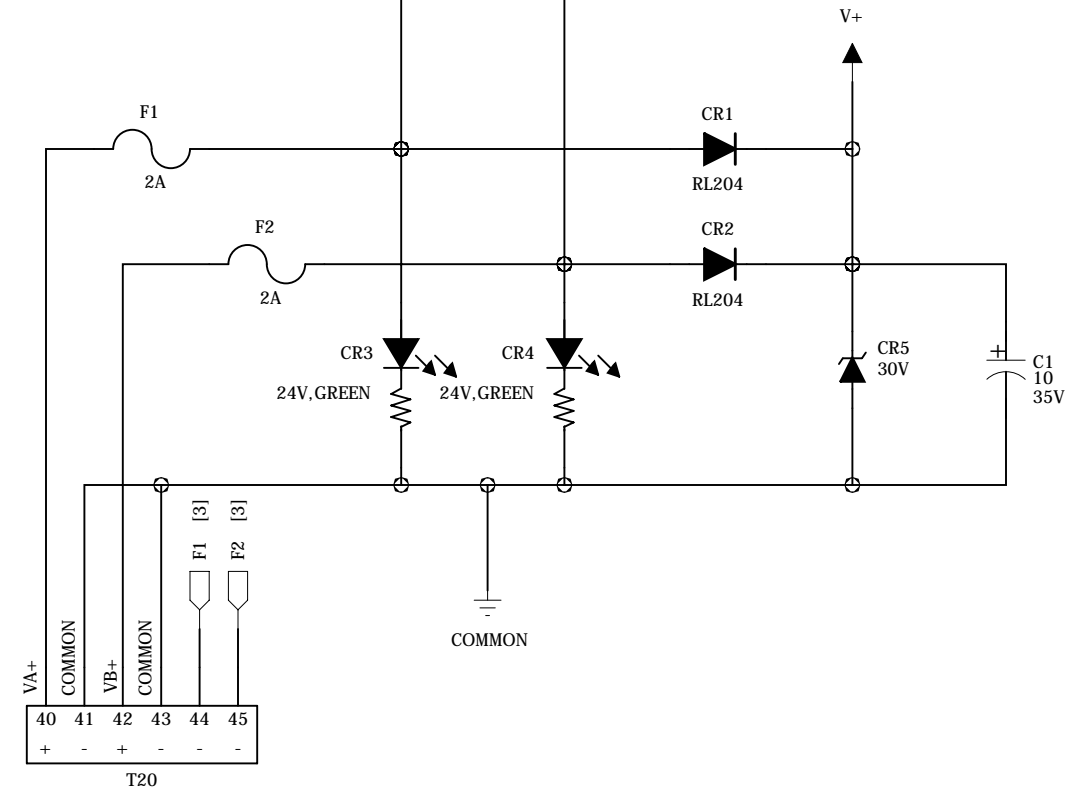 V+
F1
CR1
2A
RL204
F2
CR2
2A
RL204
CR3
CR4
CR5
30V
+
C1
10
35V
24V,GREEN
24V,GREEN
F1 [3]
F2 [3]
COMMON
VA+
COMMON
VB+
COMMON
40 41 42 43 44 45
+ - + - - -
T20